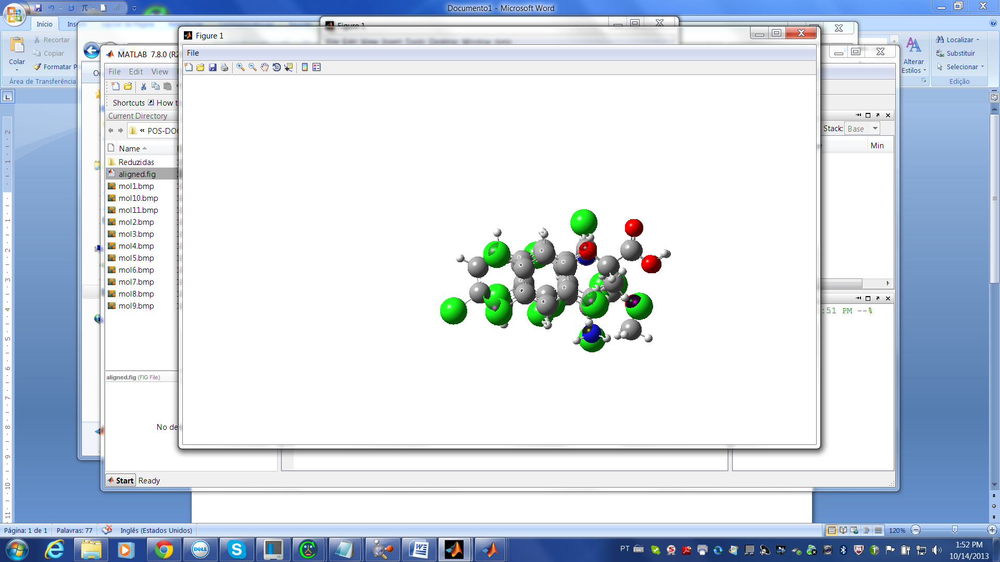 Documento1 - Microsoft Word
Início
Recortar
Copiar
Formatar P
Colar
Área de Transferência
Localizar
Substituir
Selecionar
Alterar
Estilos
Edição
Figure 1
Figure 1
File
MATLAB 7.8.0 (R2
File Edit View
Shortcuts How t
Current Directory
« POS-DOC
Stack: Base
Name
Min
Reduzidas
aligned.fig
mol1.bmp
mol10.bmp
mol11.bmp
mol2.bmp
mol3.bmp
mol4.bmp
mol5.bmp
mol6.bmp
mol7.bmp
mol8.bmp
mol9.bmp
:51 PM --%
aligned.fig (FIG File)
No de
Start Ready
Página: 1 de 1 Palavras: 77 Inglês (Estados Unidos) 120%
DELL
PT
1:52 PM
10/14/2013